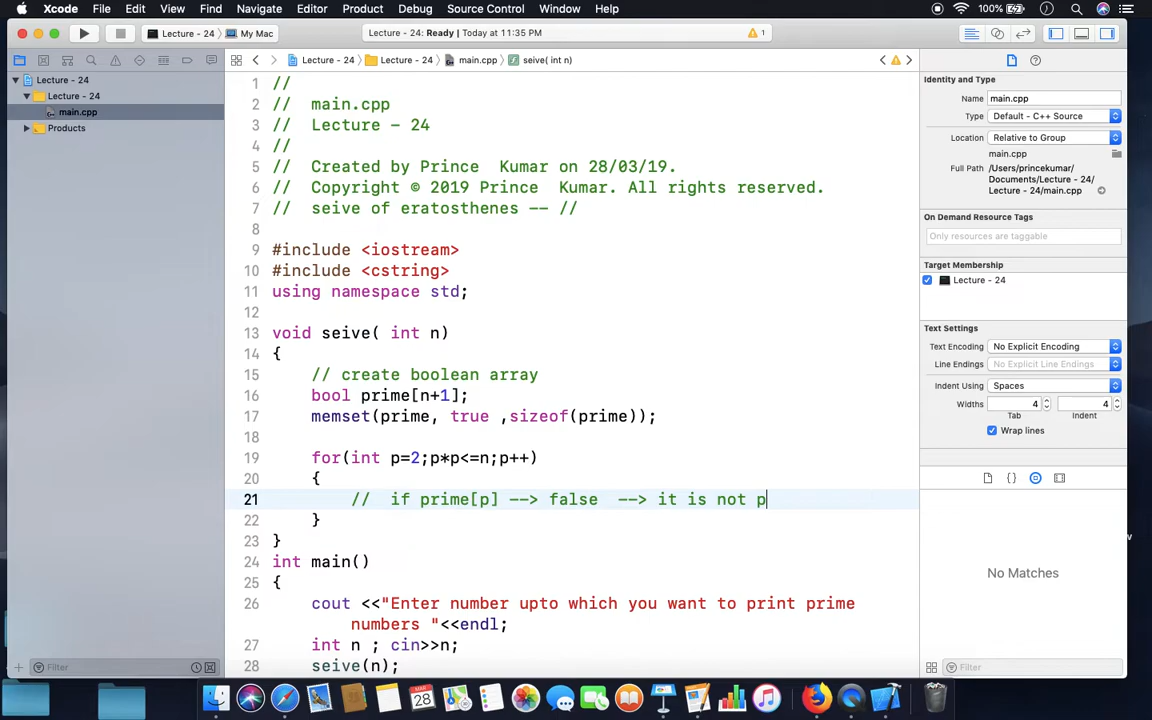 Xcode File Edit View Find Navigate Editor Product Debug Source Control Window Help 100%
Lecture - 24 My Mac Lecture - 24: Ready | Today at 11:35 PM 1
Lecture - 24 Lecture - 24 main.cpp seive( int n)
Lecture - 24
Lecture - 24
main.cpp
Products
Filter
1 //
2 // main.cpp
3 // Lecture - 24
4 //
5 // Created by Prince  Kumar on 28/03/19.
6 // Copyright © 2019 Prince  Kumar. All rights reserved.
7 // seive of eratosthenes -- //
8
9 #include <iostream>
10 #include <cstring>
11 using namespace std;
12
13 void seive( int n)
14 {
15 // create boolean array
16 bool prime[n+1];
17 memset(prime, true ,sizeof(prime));
18
19 for(int p=2;p*p<=n;p++)
20 {
21 //  if prime[p] --> false  --> it is not p
22 }
23 }
24 int main()
25 {
26 cout <<"Enter number upto which you want to print prime
numbers "<<endl;
27 int n ; cin>>n;
28 seive(n);
Identity and Type
Name main.cpp
Type Default - C++ Source
Location Relative to Group
main.cpp
Full Path /Users/princekumar/
Documents/Lecture - 24/
Lecture - 24/main.cpp
On Demand Resource Tags
Only resources are taggable
Target Membership
Lecture - 24
Text Settings
Text Encoding No Explicit Encoding
Line Endings No Explicit Line Endings
Indent Using Spaces
Widths 4 4
Tab Indent
Wrap lines
No Matches
Filter